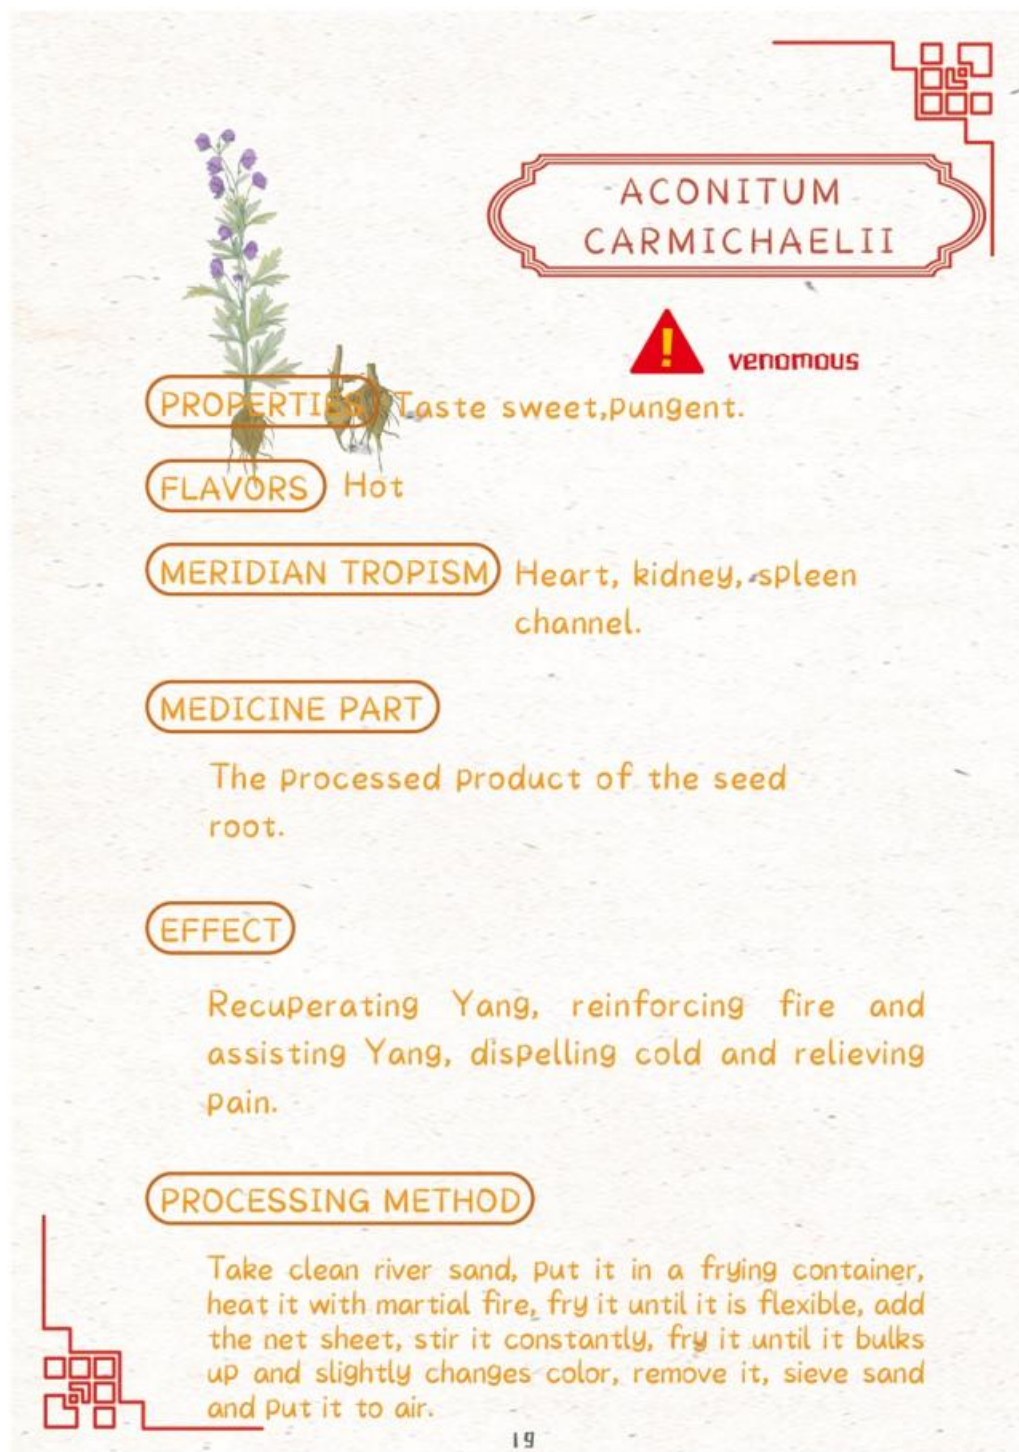 ACONITUM
CARMICHAELII
venomous
PROPERTIES Taste sweet,pungent.
FLAVORS Hot
MERIDIAN TROPISM Heart, kidney, spleen
channel.
MEDICINE PART
The processed product of the seed
root.
EFFECT
Recuperating Yang, reinforcing fire and
assisting Yang, dispelling cold and relieving
pain.
PROCESSING METHOD
Take clean river sand, put it in a frying container,
heat it with martial fire, fry it until it is flexible, add
the net sheet, stir it constantly, fry it until it bulks
up and slightly changes color, remove it, sieve sand
and put it to air.
19